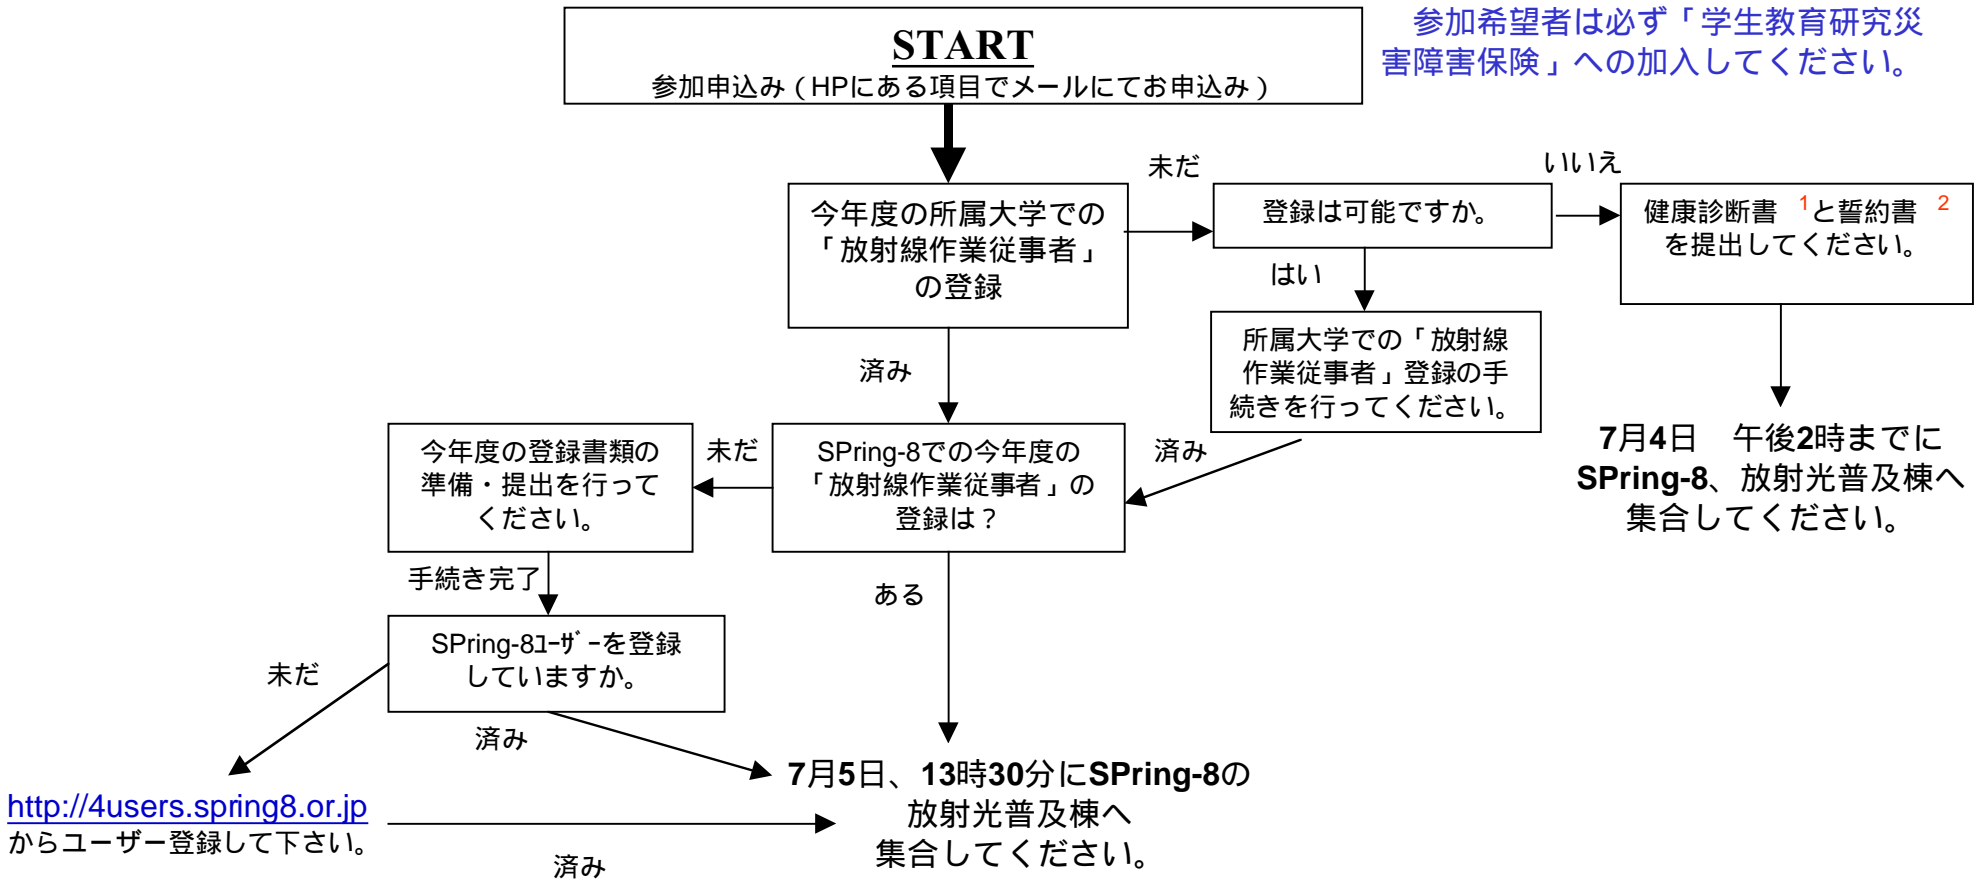 START
参加申込み（HPにある項目でメールにてお申込み）
参加希望者は必ず「学生教育研究災
害障害保険」への加入してください。
今年度の所属大学での
「放射線作業従事者」
の登録
未だ
登録は可能ですか。
いいえ
健康診断書 1と誓約書 2
を提出してください。
はい
所属大学での「放射線
作業従事者」登録の手
続きを行ってください。
済み
済み
7月4日　午後2時までに
SPring-8、放射光普及棟へ
集合してください。
SPring-8での今年度の
「放射線作業従事者」の
登録は？
未だ
今年度の登録書類の
準備・提出を行って
ください。
手続き完了
ある
SPring-8ﾕｰｻﾞｰを登録
していますか。
未だ
済み
http://4users.spring8.or.jp
からユーザー登録して下さい。
済み
7月5日、13時30分にSPring-8の
放射光普及棟へ
集合してください。